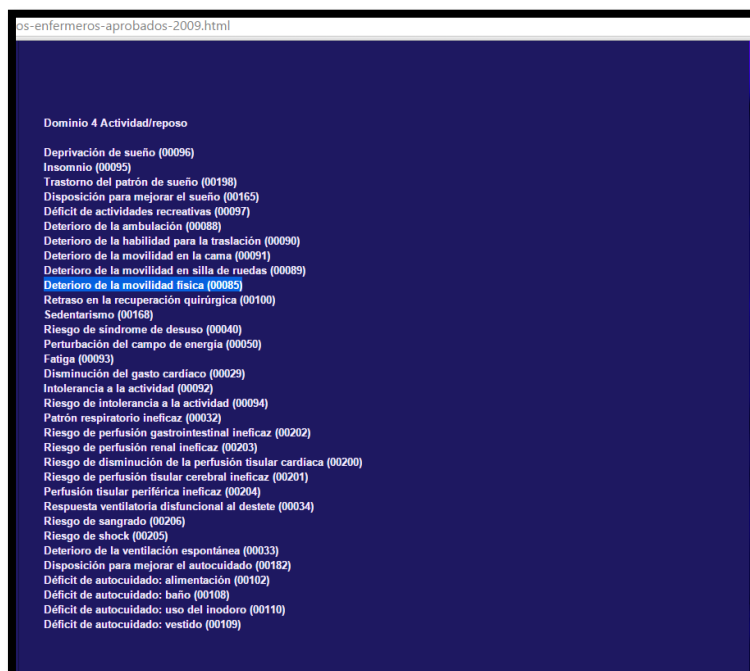 os-enfermeros-aprobados-2009.html
Dominio 4 Actividad/reposo
Deprivación de sueño (00096)
Insomnio (00095)
Trastorno del patrón de sueño (00198)
Disposición para mejorar el sueño (00165)
Déficit de actividades recreativas (00097)
Deterioro de la ambulación (00088)
Deterioro de la habilidad para la traslación (00090)
Deterioro de la movilidad en la cama (00091)
Deterioro de la movilidad en silla de ruedas (00089)
Deterioro de la movilidad física (00085)
Retraso en la recuperación quirúrgica (00100)
Sedentarismo (00168)
Riesgo de síndrome de desuso (00040)
Perturbación del campo de energía (00050)
Fatiga (00093)
Disminución del gasto cardíaco (00029)
Intolerancia a la actividad (00092)
Riesgo de intolerancia a la actividad (00094)
Patrón respiratorio ineficaz (00032)
Riesgo de perfusión gastrointestinal ineficaz (00202)
Riesgo de perfusión renal ineficaz (00203)
Riesgo de disminución de la perfusión tisular cardíaca (00200)
Riesgo de perfusión tisular cerebral ineficaz (00201)
Perfusión tisular periférica ineficaz (00204)
Respuesta ventilatoria disfuncional al destete (00034)
Riesgo de sangrado (00206)
Riesgo de shock (00205)
Deterioro de la ventilación espontánea (00033)
Disposición para mejorar el autocuidado (00182)
Déficit de autocuidado: alimentación (00102)
Déficit de autocuidado: baño (00108)
Déficit de autocuidado: uso del inodoro (00110)
Déficit de autocuidado: vestido (00109)